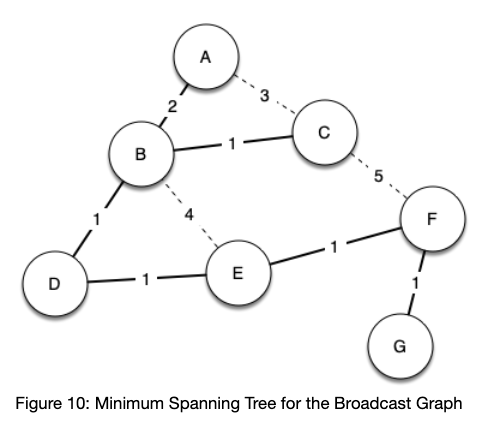 A
2
3
B
1
C
5
1
4
F
D
1
E
1
1
G
Figure 10: Minimum Spanning Tree for the Broadcast Graph